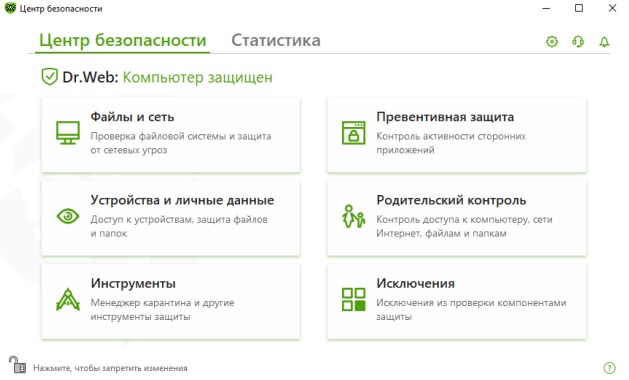 Центр безопасности
Центр безопасности Статистика
Dr.Web: Компьютер защищен
Файлы и сеть
Проверка файловой системы и защита
от сетевых угроз
Превентивная защита
Контроль активности сторонних
приложений
Устройства и личные данные
Доступ к устройствам, защита файлов
и папок
Родительский контроль
Контроль доступа к компьютеру, сети
Интернет, файлам и папкам
Инструменты
Менеджер карантина и другие
инструменты защиты
Исключения
Исключения из проверки компонентами
защиты
Нажмите, чтобы запретить изменения
?